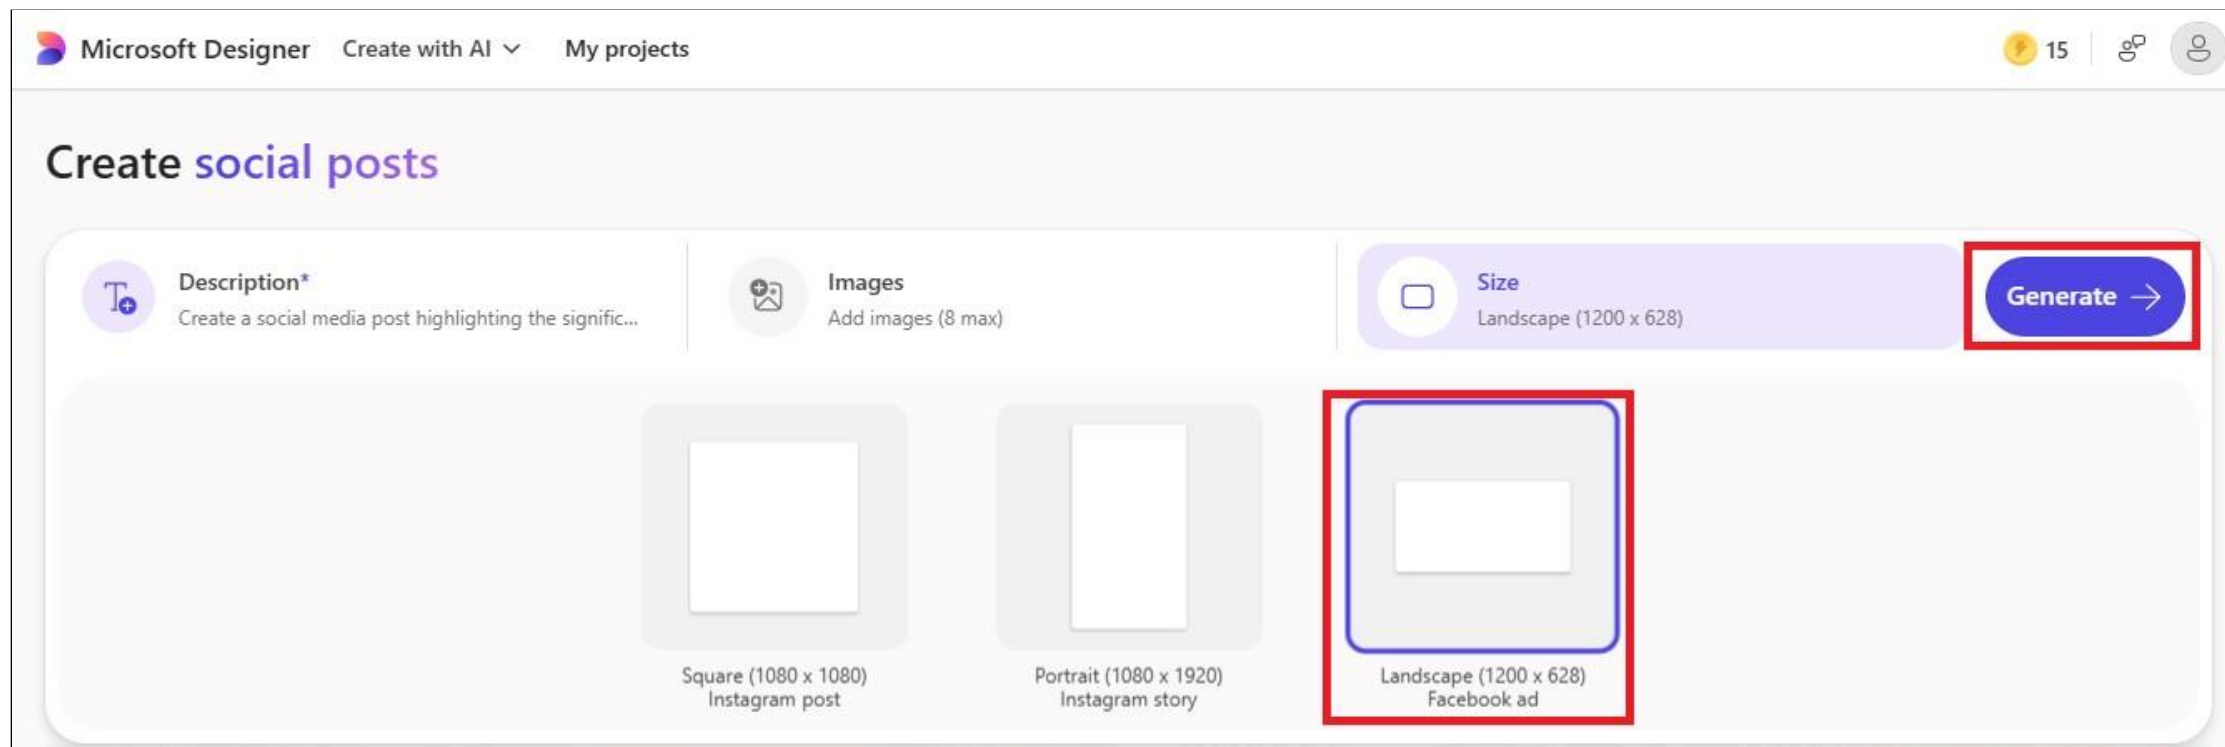 Microsoft Designer Create with AI My projects 15
Create social posts
Description*
Create a social media post highlighting the signific...
Images
Add images (8 max)
Size
Landscape (1200 x 628)
Generate
Square (1080 x 1080)
Instagram post
Portrait (1080 x 1920)
Instagram story
Landscape (1200 x 628)
Facebook ad